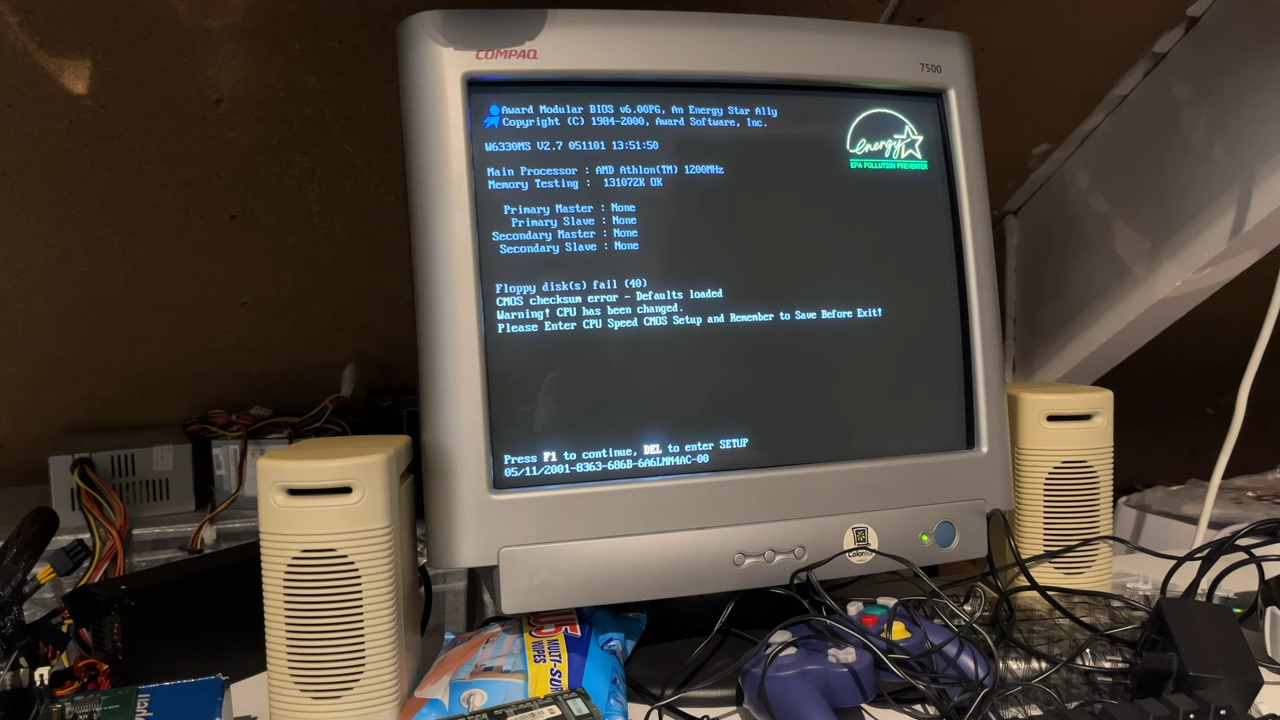 COMPAQ
7500
Award Modular BIOS v6.00PG, An Energy Star Ally
Copyright (C) 1984-2000, Award Software, Inc.
energy
EPA POLLUTION PREVENTER
W6330MS V2.7 051101 13:51:50
Main Processor : AMD Athlon(TM) 1200MHz
Memory Testing : 131072K OK
Primary Master : None
Primary Slave : None
Secondary Master : None
Secondary Slave : None
Floppy disk(s) fail (40)
CMOS checksum error - Defaults loaded
Warning! CPU has been changed.
Please Enter CPU Speed CMOS Setup and Remember to Save Before Exit!
Press F1 to continue, DEL to enter SETUP
05/11/2001-8363-686B-6A6LMM4AC-00
WIPES